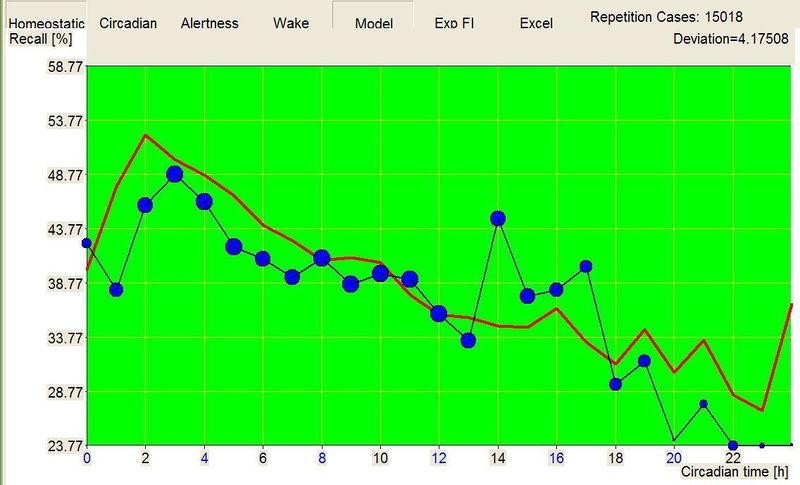 Homeostatic Circadian Alertness Wake Model Exp FI Excel Repetition Cases: 15018
Recall [%] Deviation=4.17508
58.77
53.77
48.77
43.77
38.77
33.77
28.77
23.77
0 2 4 6 8 10 12 14 16 18 20 22
Circadian time [h]